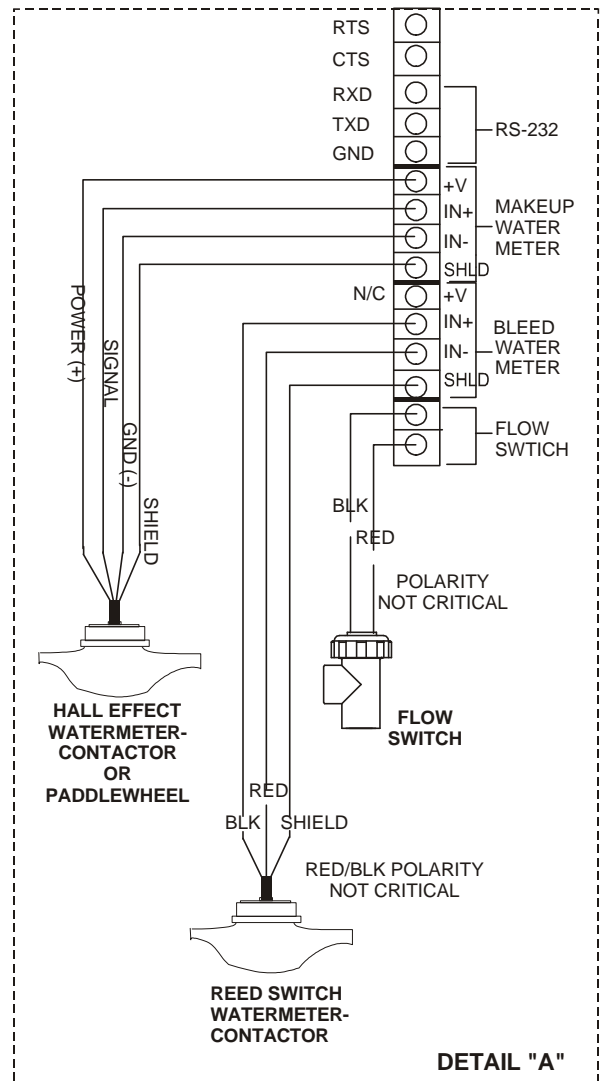 RTS
CTS
RXD
TXD
GND
RS-232
+V
IN+
IN-
SHLD
MAKEUP
WATER
METER
N/C
+V
IN+
IN-
SHLD
BLEED
WATER
METER
FLOW
SWTICH
POWER (+)
SIGNAL
GND (-)
SHIELD
BLK
RED
POLARITY
NOT CRITICAL
HALL EFFECT
WATERMETER-
CONTACTOR
OR
PADDLEWHEEL
FLOW
SWITCH
RED
BLK
SHIELD
RED/BLK POLARITY
NOT CRITICAL
REED SWITCH
WATERMETER-
CONTACTOR
DETAIL "A"